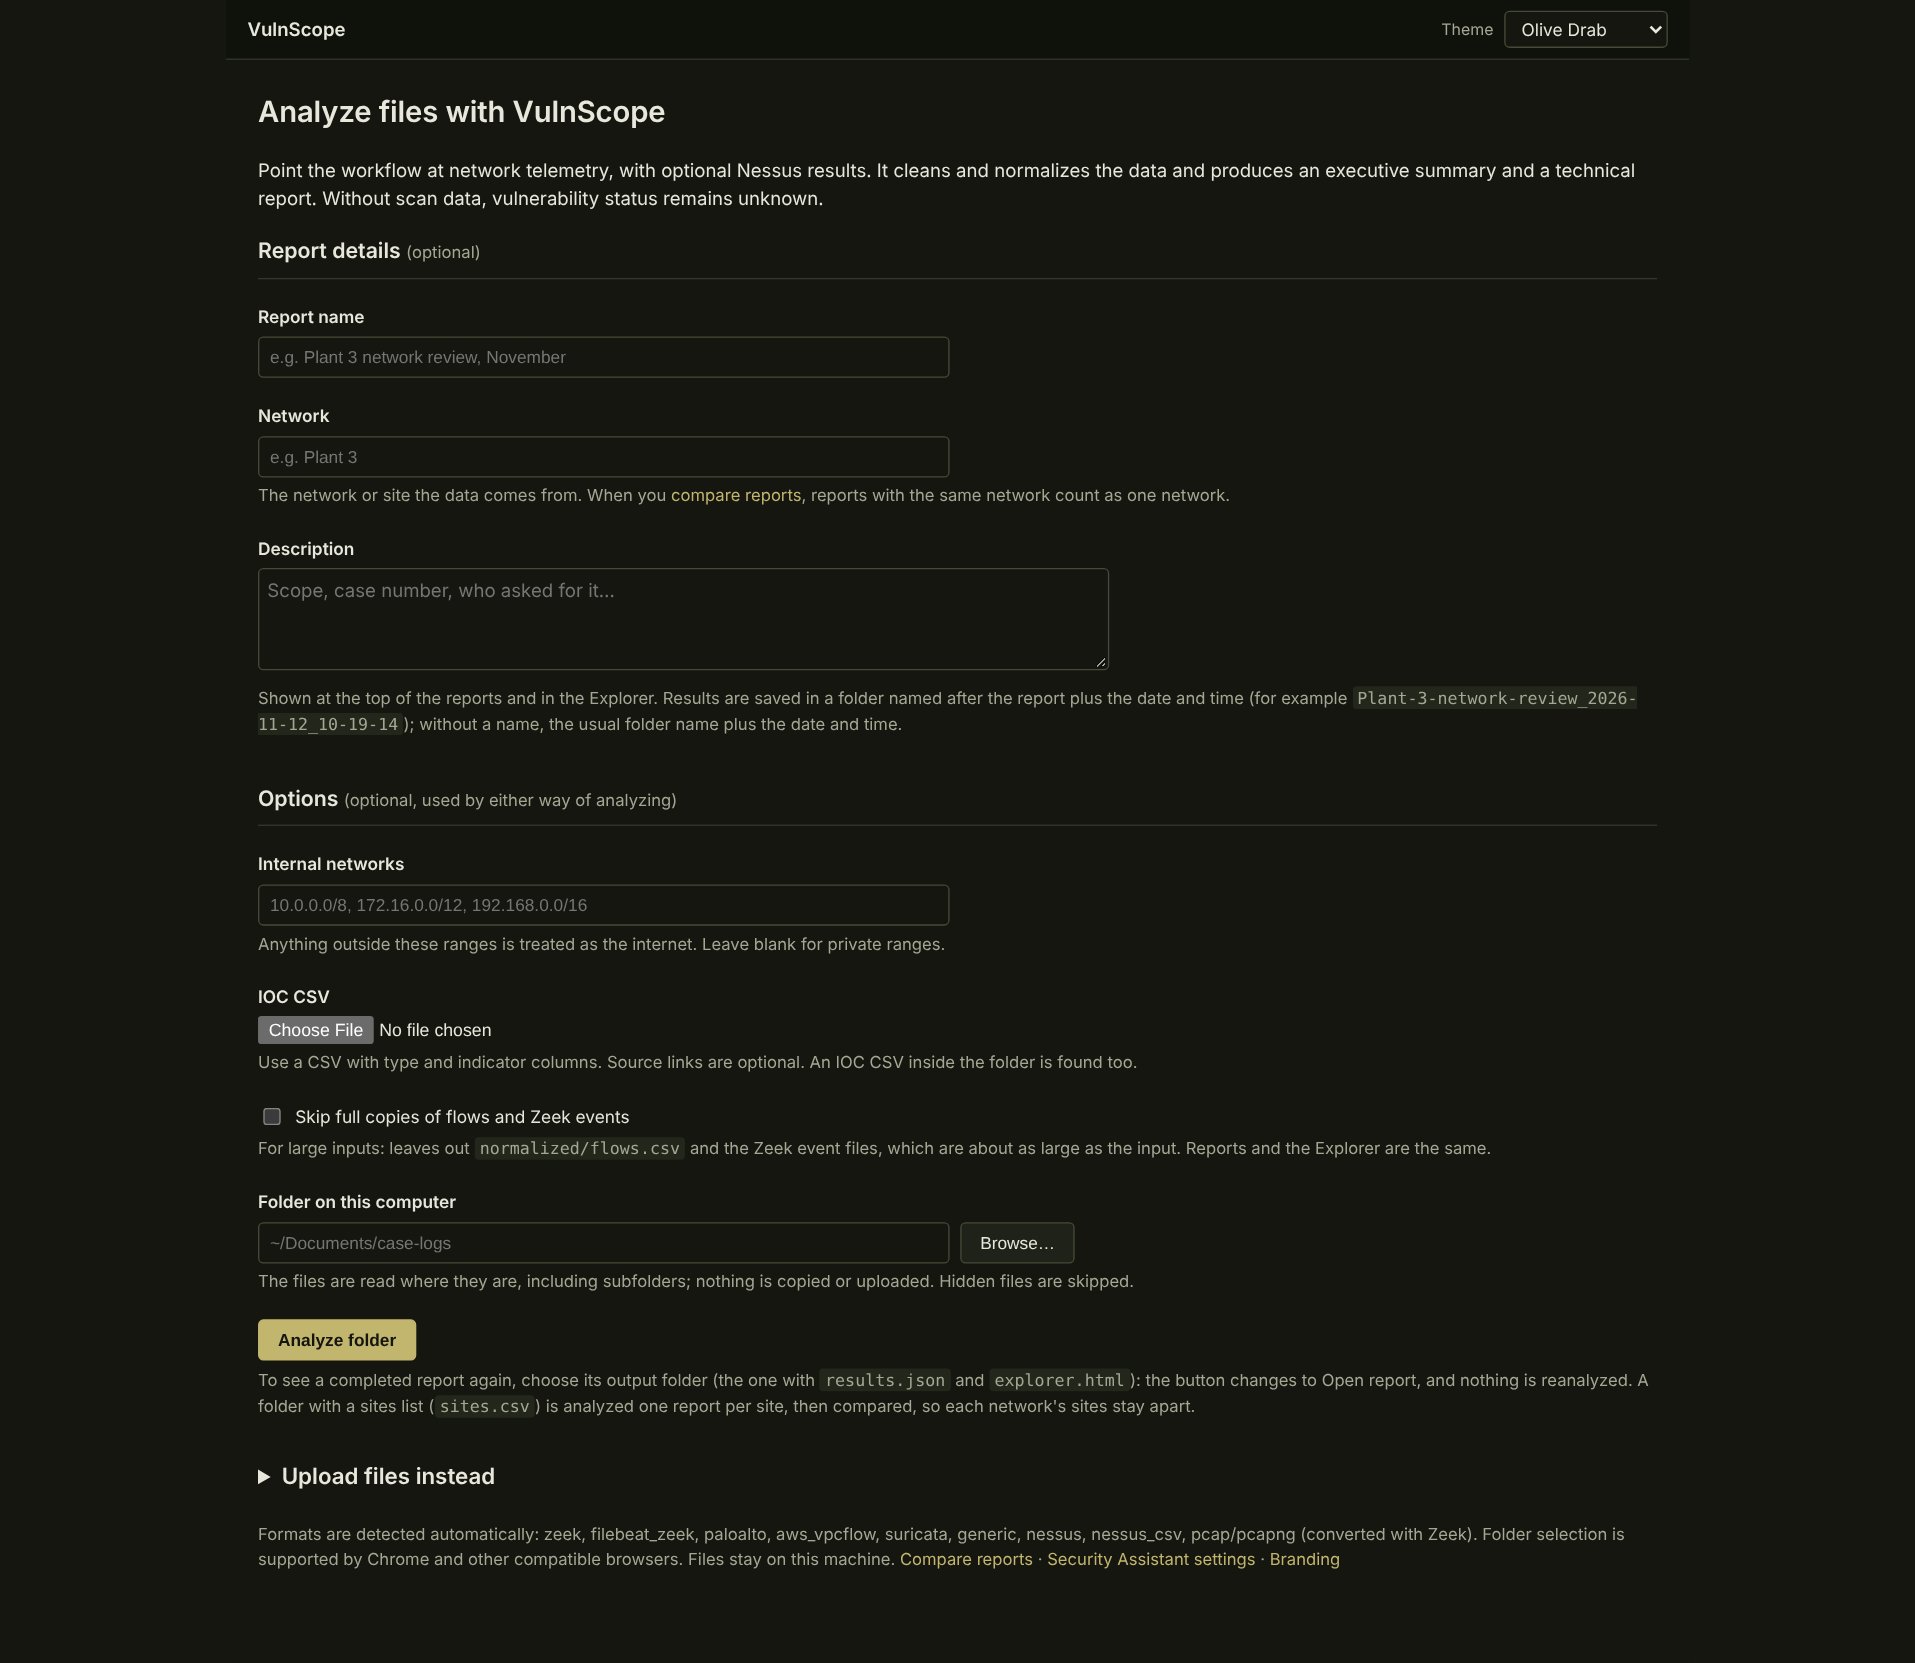 VulnScope
Theme
Olive Drab
Analyze files with VulnScope
Point the workflow at network telemetry, with optional Nessus results. It cleans and normalizes the data and produces an executive summary and a technical
report. Without scan data, vulnerability status remains unknown.
Report details (optional)
Report name
e.g. Plant 3 network review, November
Network
e.g. Plant 3
The network or site the data comes from. When you compare reports, reports with the same network count as one network.
Description
Scope, case number, who asked for it...
Shown at the top of the reports and in the Explorer. Results are saved in a folder named after the report plus the date and time (for example Plant-3-network-review_2026-
11-12_10-19-14); without a name, the usual folder name plus the date and time.
Options (optional, used by either way of analyzing)
Internal networks
10.0.0.0/8, 172.16.0.0/12, 192.168.0.0/16
Anything outside these ranges is treated as the internet. Leave blank for private ranges.
IOC CSV
Choose File No file chosen
Use a CSV with type and indicator columns. Source links are optional. An IOC CSV inside the folder is found too.
Skip full copies of flows and Zeek events
For large inputs: leaves out normalized/flows.csv and the Zeek event files, which are about as large as the input. Reports and the Explorer are the same.
Folder on this computer
~/Documents/case-logs
Browse...
The files are read where they are, including subfolders; nothing is copied or uploaded. Hidden files are skipped.
Analyze folder
To see a completed report again, choose its output folder (the one with results.json and explorer.html): the button changes to Open report, and nothing is reanalyzed. A
folder with a sites list (sites.csv) is analyzed one report per site, then compared, so each network's sites stay apart.
Upload files instead
Formats are detected automatically: zeek, filebeat_zeek, paloalto, aws_vpcflow, suricata, generic, nessus, nessus_csv, pcap/pcapng (converted with Zeek). Folder selection is
supported by Chrome and other compatible browsers. Files stay on this machine. Compare reports · Security Assistant settings · Branding